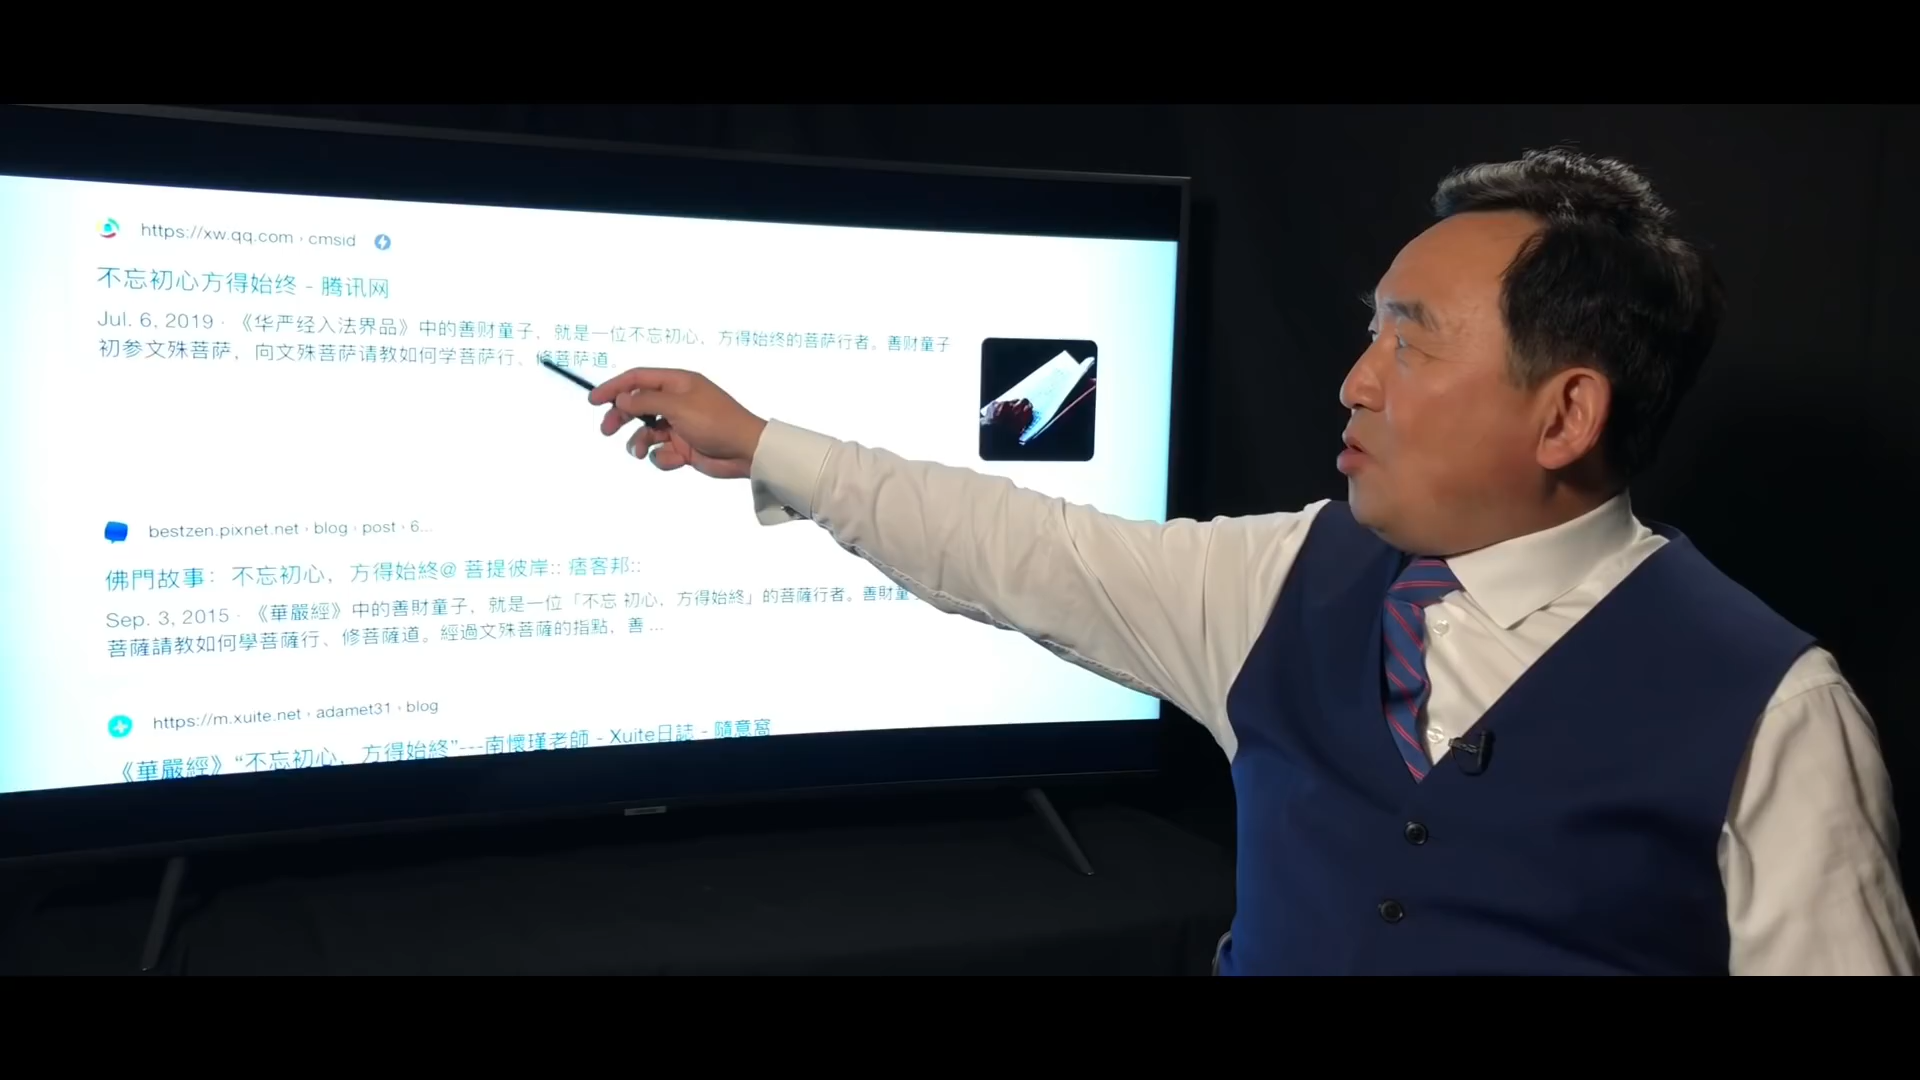 https://xw.qq.com › cmsid
不忘初心方得始终 - 腾讯网
Jul. 6, 2019 · 《华严经入法界品》中的善财童子，就是一位不忘初心，方得始终的菩萨行者。善财童子
初参文殊菩萨，向文殊菩萨请教如何学菩萨行、修菩萨道。
bestzen.pixnet.net › blog › post › 6...
佛門故事： 不忘初心，方得始終@ 菩提彼岸:: 痞客邦::
Sep. 3, 2015 · 《華嚴經》中的善財童子，就是一位「不忘 初心，方得始終」的菩薩行者。善財童
菩薩請教如何學菩薩行、修菩薩道。經過文殊菩薩的指點，善 ...
https://m.xuite.net › adamet31 › blog
《華嚴經》“不忘初心，方得始終”---南懷瑾老師 - Xuite日誌 - 隨意窩